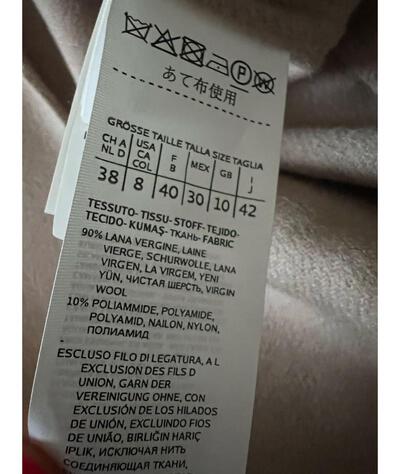 P
あて布使用
GRÖSSE TAILLE TALLA SIZE TAGLIA
CH A NL D | USA CA COL | F B | MEX | GB | I J
38 | 8 | 40 | 30 | 10 | 42
TESSUTO- TISSU- STOFF- TEJIDO-
TECIDO- KUMAŞ- ТКАНЬ- FABRIC
90% LANA VERGINE, LAINE
VIERGE, SCHURWOLLE, LANA
VIRGEN, LA VIRGEM, YENI
YÜN, ЧИСТАЯ ШЕРСТЬ, VIRGIN
WOOL
10% POLIAMMIDE, POLYAMIDE,
POLYAMID, NAILON, NYLON,
ПОЛИАМИД
ESCLUSO FILO DI LEGATURA, A L
EXCLUSION DES FILS D
UNION, GARN DER
VEREINIGUNG OHNE, CON
EXCLUSIÓN DE LOS HILADOS
DE UNIÓN, EXCLUINDO FIOS
DE UNIÃO, BIRLIĞIN HARIÇ
IPLIK, ИСКЛЮЧАЯ НИТЬ
СОЕДИНЯЮЩАЯ ТКАНИ,